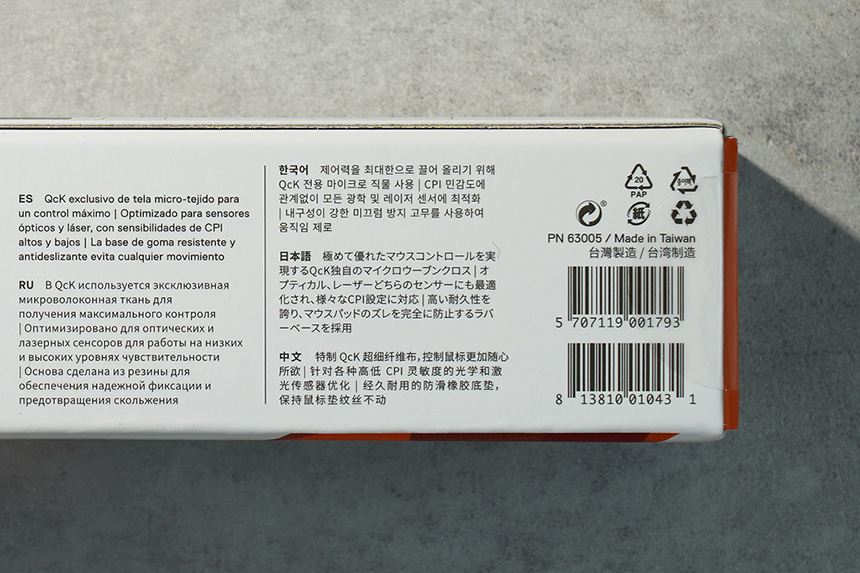 ES QcK exclusivo de tela micro-tejido para
un control máximo | Optimizado para sensores
ópticos y láser, con sensibilidades de CPI
altos y bajos | La base de goma resistente y
antideslizante evita cualquier movimiento
RU В QcK используется эксклюзивная
микроволоконная ткань для
получения максимального контроля
| Оптимизировано для оптических и
лазерных сенсоров для работы на низких
и высоких уровнях чувствительности
| Основа сделана из резины для
обеспечения надежной фиксации и
предотвращения скольжения
한국어 제어력을 최대한으로 끌어 올리기 위해
QcK 전용 마이크로 직물 사용 | CPI 민감도에
관계없이 모든 광학 및 레이저 센서에 최적화
| 내구성이 강한 미끄럼 방지 고무를 사용하여
움직임 제로
日本語 極めて優れたマウスコントロールを実
現するQcK独自のマイクロウーブンクロス | オ
プティカル、レーザーどちらのセンサーにも最適
化され、様々なCPI設定に対応 | 高い耐久性を
誇り、マウスパッドのズレを完全に防止するラバ
ーベースを採用
中文 特制 QcK 超细纤维布，控制鼠标更加随心
所欲 | 针对各种高低 CPI 灵敏度的光学和激
光传感器优化 | 经久耐用的防滑橡胶底垫，
保持鼠标垫纹丝不动
20
PAP
종이팩
紙
PN 63005 / Made in Taiwan
台灣製造 / 台湾制造
5 707119 001793
8 13810 01043 1